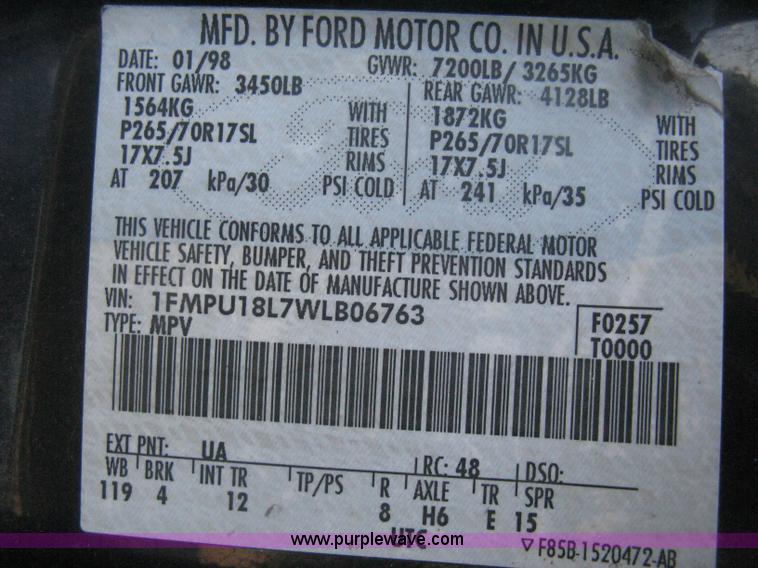 MFD. BY FORD MOTOR CO. IN U.S.A.
DATE: 01/98 GVWR: 7200LB/ 3265KG
FRONT GAWR: 3450LB REAR GAWR: 4128LB
1564KG WITH 1872KG WITH
P265/70R17SL TIRES P265/70R17SL TIRES
17X7.5J RIMS 17X7.5J RIMS
AT 207 kPa/30 PSI COLD AT 241 kPa/35 PSI COLD
THIS VEHICLE CONFORMS TO ALL APPLICABLE FEDERAL MOTOR
VEHICLE SAFETY, BUMPER, AND THEFT PREVENTION STANDARDS
IN EFFECT ON THE DATE OF MANUFACTURE SHOWN ABOVE.
VIN: 1FMPU18L7WLB06763 F0257
TYPE: MPV T0000
EXT PNT: UA RC: 48 DSO:
WB BRK INT TR TP/PS R AXLE TR SPR
119 4 12 8 H6 E 15
UTC
▽ F85B-1520472-AB
www.purplewave.com